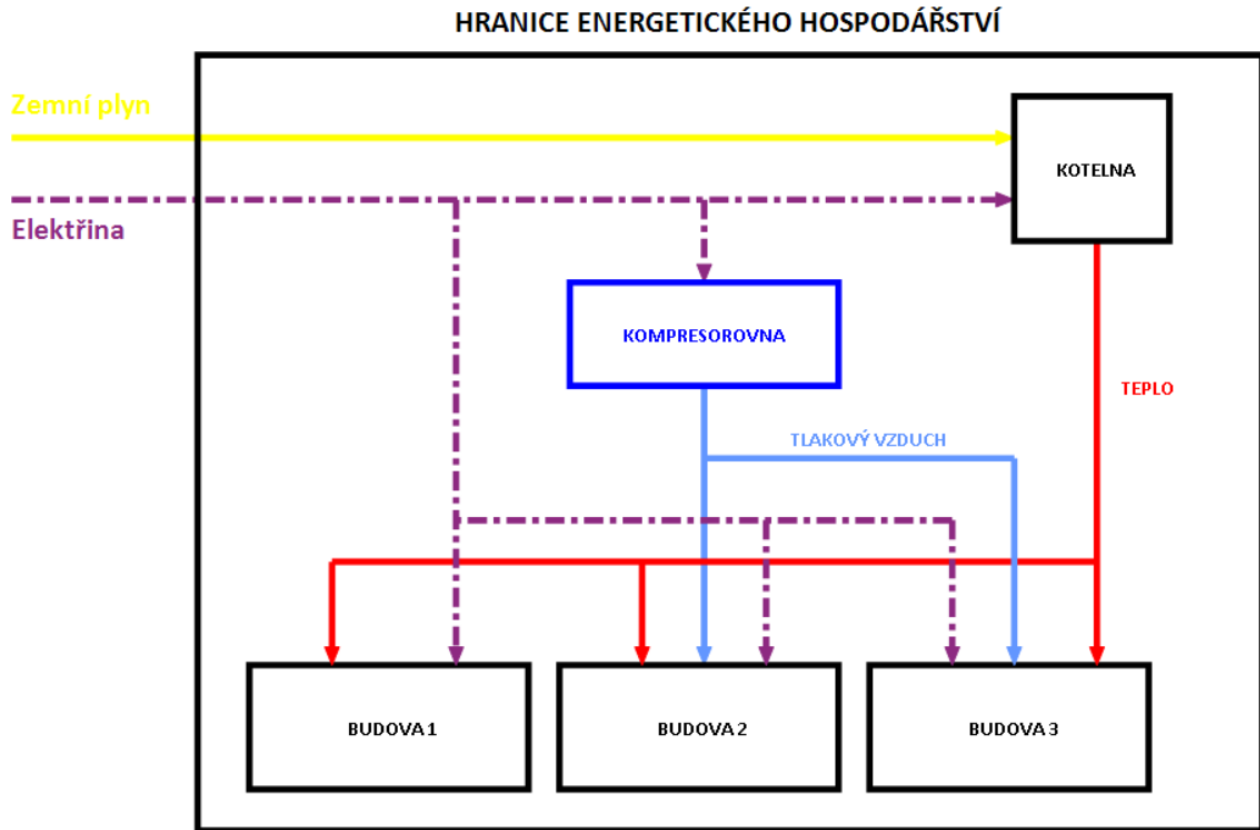 HRANICE ENERGETICKÉHO HOSPODÁŘSTVÍ
Zemní plyn
KOTELNA
Elektřina
KOMPRESOROVNA
TEPLO
TLAKOVÝ VZDUCH
BUDOVA 1
BUDOVA 2
BUDOVA 3